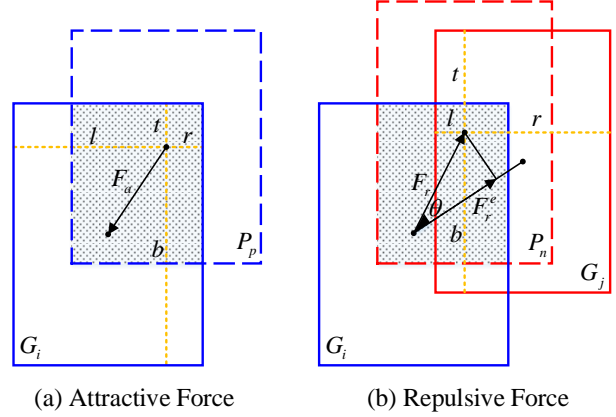 t
l
r
F_a
b
P_p
G_i
(a) Attractive Force
t
l
r
F_r
θ
F_r^e
b
P_n
G_j
G_i
(b) Repulsive Force